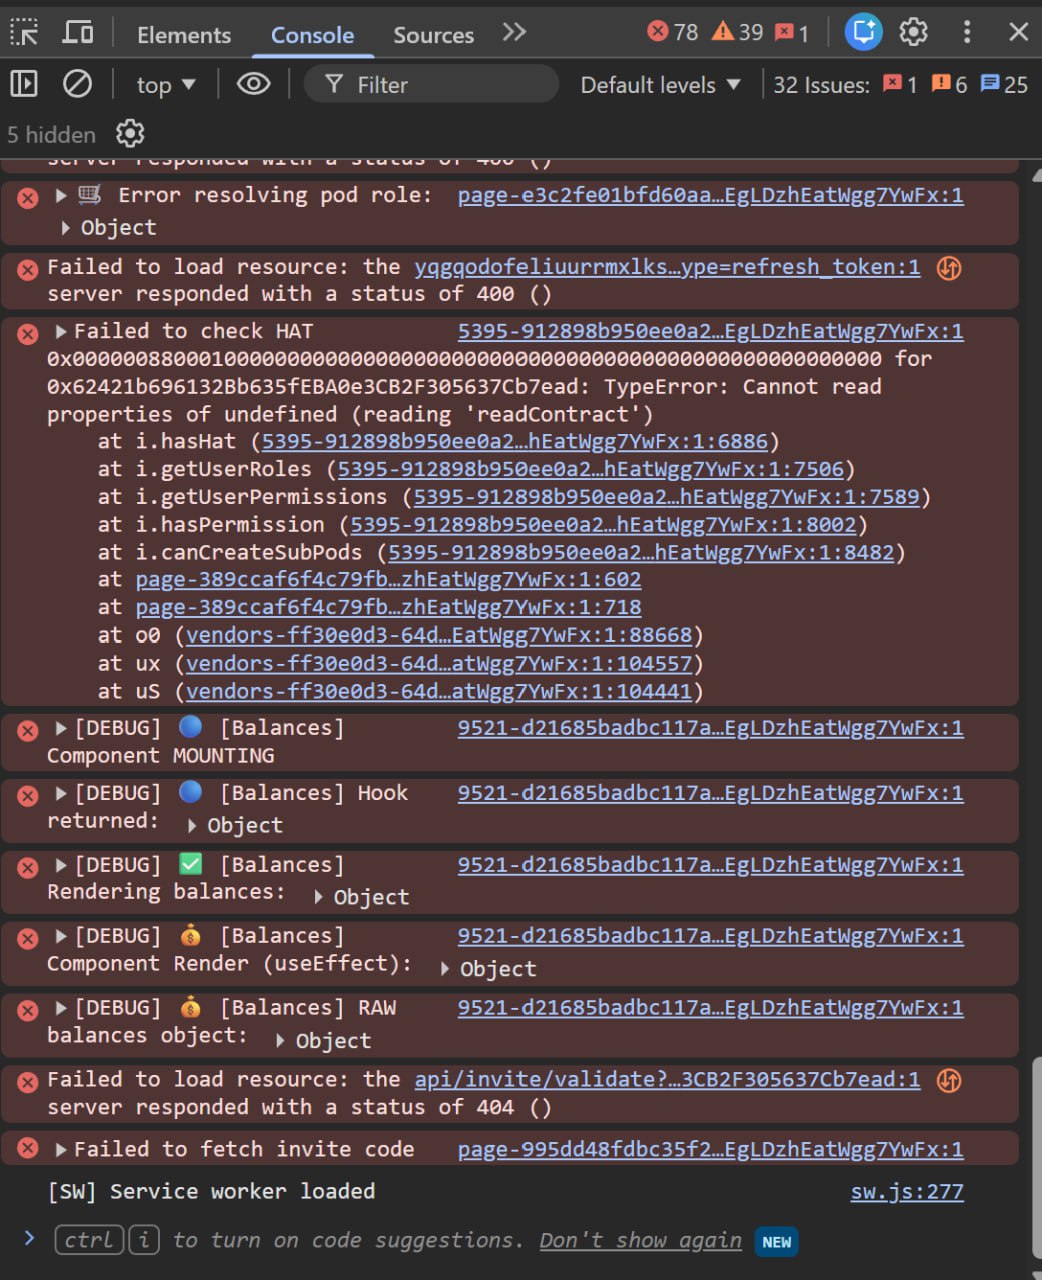 Elements Console Sources 78 39 1
top Filter Default levels 32 Issues: 1 6 25
5 hidden
server responded with a status of 400 ()
Error resolving pod role: page-e3c2fe01bfd60aa…EgLDzhEatWgg7YwFx:1
Object
Failed to load resource: the yqgqodofeliuurrmxlks…ype=refresh_token:1
server responded with a status of 400 ()
Failed to check HAT 5395-912898b950ee0a2…EgLDzhEatWgg7YwFx:1
for
0x62421b696132Bb635fEBA0e3CB2F305637Cb7ead: TypeError: Cannot read
properties of undefined (reading 'readContract')
at i.hasHat (5395-912898b950ee0a2…hEatWgg7YwFx:1:6886)
at i.getUserRoles (5395-912898b950ee0a2…hEatWgg7YwFx:1:7506)
at i.getUserPermissions (5395-912898b950ee0a2…hEatWgg7YwFx:1:7589)
at i.hasPermission (5395-912898b950ee0a2…hEatWgg7YwFx:1:8002)
at i.canCreateSubPods (5395-912898b950ee0a2…hEatWgg7YwFx:1:8482)
at page-389ccaf6f4c79fb…zhEatWgg7YwFx:1:602
at page-389ccaf6f4c79fb…zhEatWgg7YwFx:1:718
at o0 (vendors-ff30e0d3-64d…EatWgg7YwFx:1:88668)
at ux (vendors-ff30e0d3-64d…atWgg7YwFx:1:104557)
at uS (vendors-ff30e0d3-64d…atWgg7YwFx:1:104441)
[DEBUG] 🔵 [Balances] 9521-d21685badbc117a…EgLDzhEatWgg7YwFx:1
Component MOUNTING
[DEBUG] 🔵 [Balances] Hook 9521-d21685badbc117a…EgLDzhEatWgg7YwFx:1
returned: Object
[DEBUG] ✅ [Balances] 9521-d21685badbc117a…EgLDzhEatWgg7YwFx:1
Rendering balances: Object
[DEBUG] 💰 [Balances] 9521-d21685badbc117a…EgLDzhEatWgg7YwFx:1
Component Render (useEffect): Object
[DEBUG] 💰 [Balances] RAW 9521-d21685badbc117a…EgLDzhEatWgg7YwFx:1
balances object: Object
Failed to load resource: the api/invite/validate?…3CB2F305637Cb7ead:1
server responded with a status of 404 ()
Failed to fetch invite code page-995dd48fdbc35f2…EgLDzhEatWgg7YwFx:1
[SW] Service worker loaded sw.js:277
ctrl i to turn on code suggestions. Don't show again NEW